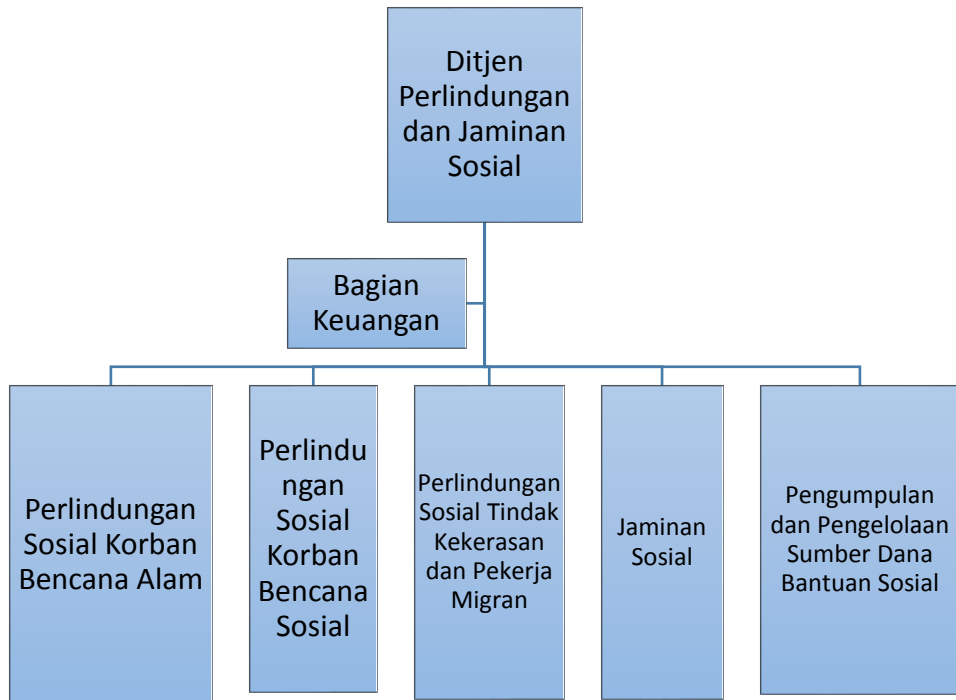 Ditjen
Perlindungan
dan Jaminan
Sosial
Bagian
Keuangan
Perlindungan
Sosial Korban
Bencana Alam
Perlindu
ngan
Sosial
Korban
Bencana
Sosial
Perlindungan
Sosial Tindak
Kekerasan
dan Pekerja
Migran
Jaminan
Sosial
Pengumpulan
dan Pengelolaan
Sumber Dana
Bantuan Sosial